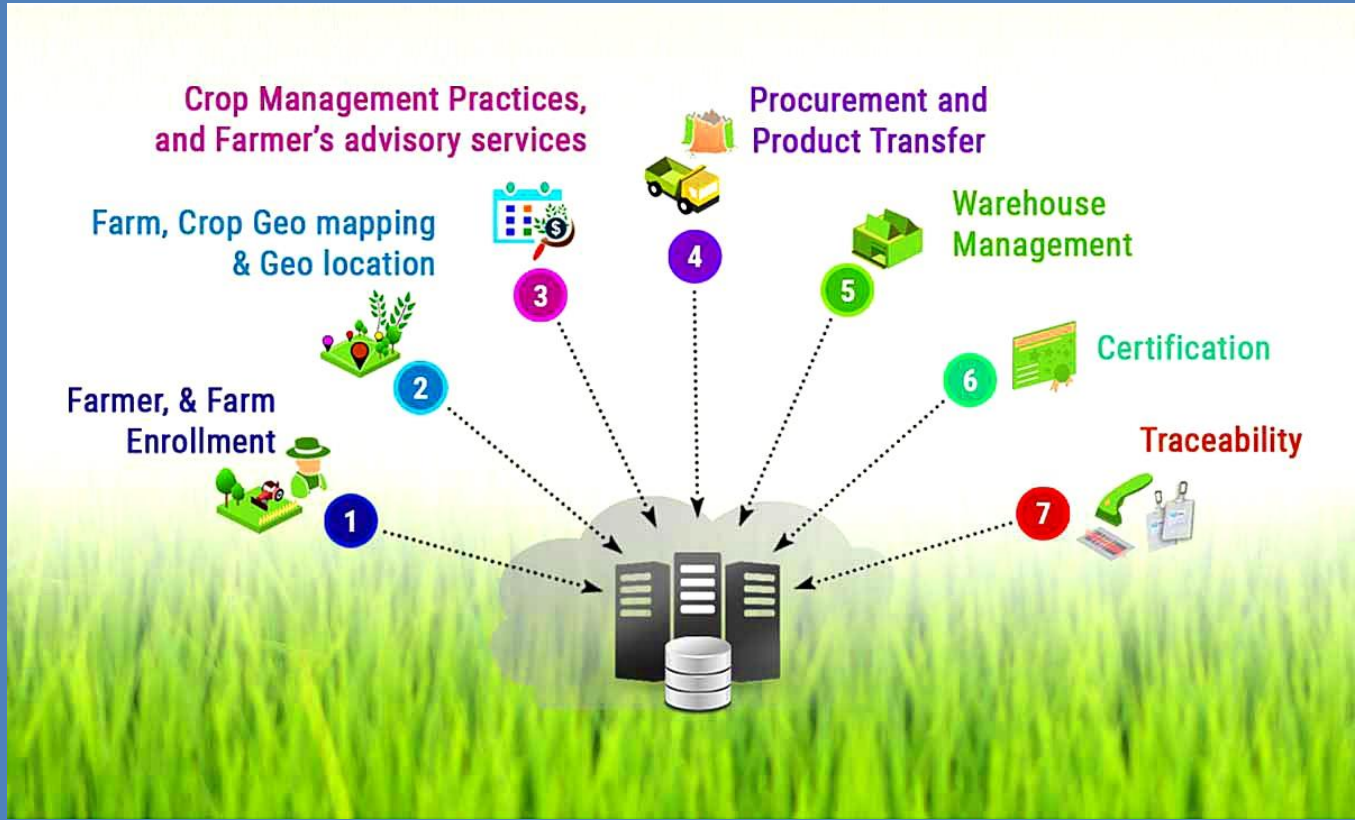 Crop Management Practices,
and Farmer's advisory services
Procurement and
Product Transfer
Farm, Crop Geo mapping
& Geo location
Warehouse
Management
Farmer, & Farm
Enrollment
Certification
Traceability
1
2
3
4
5
6
7